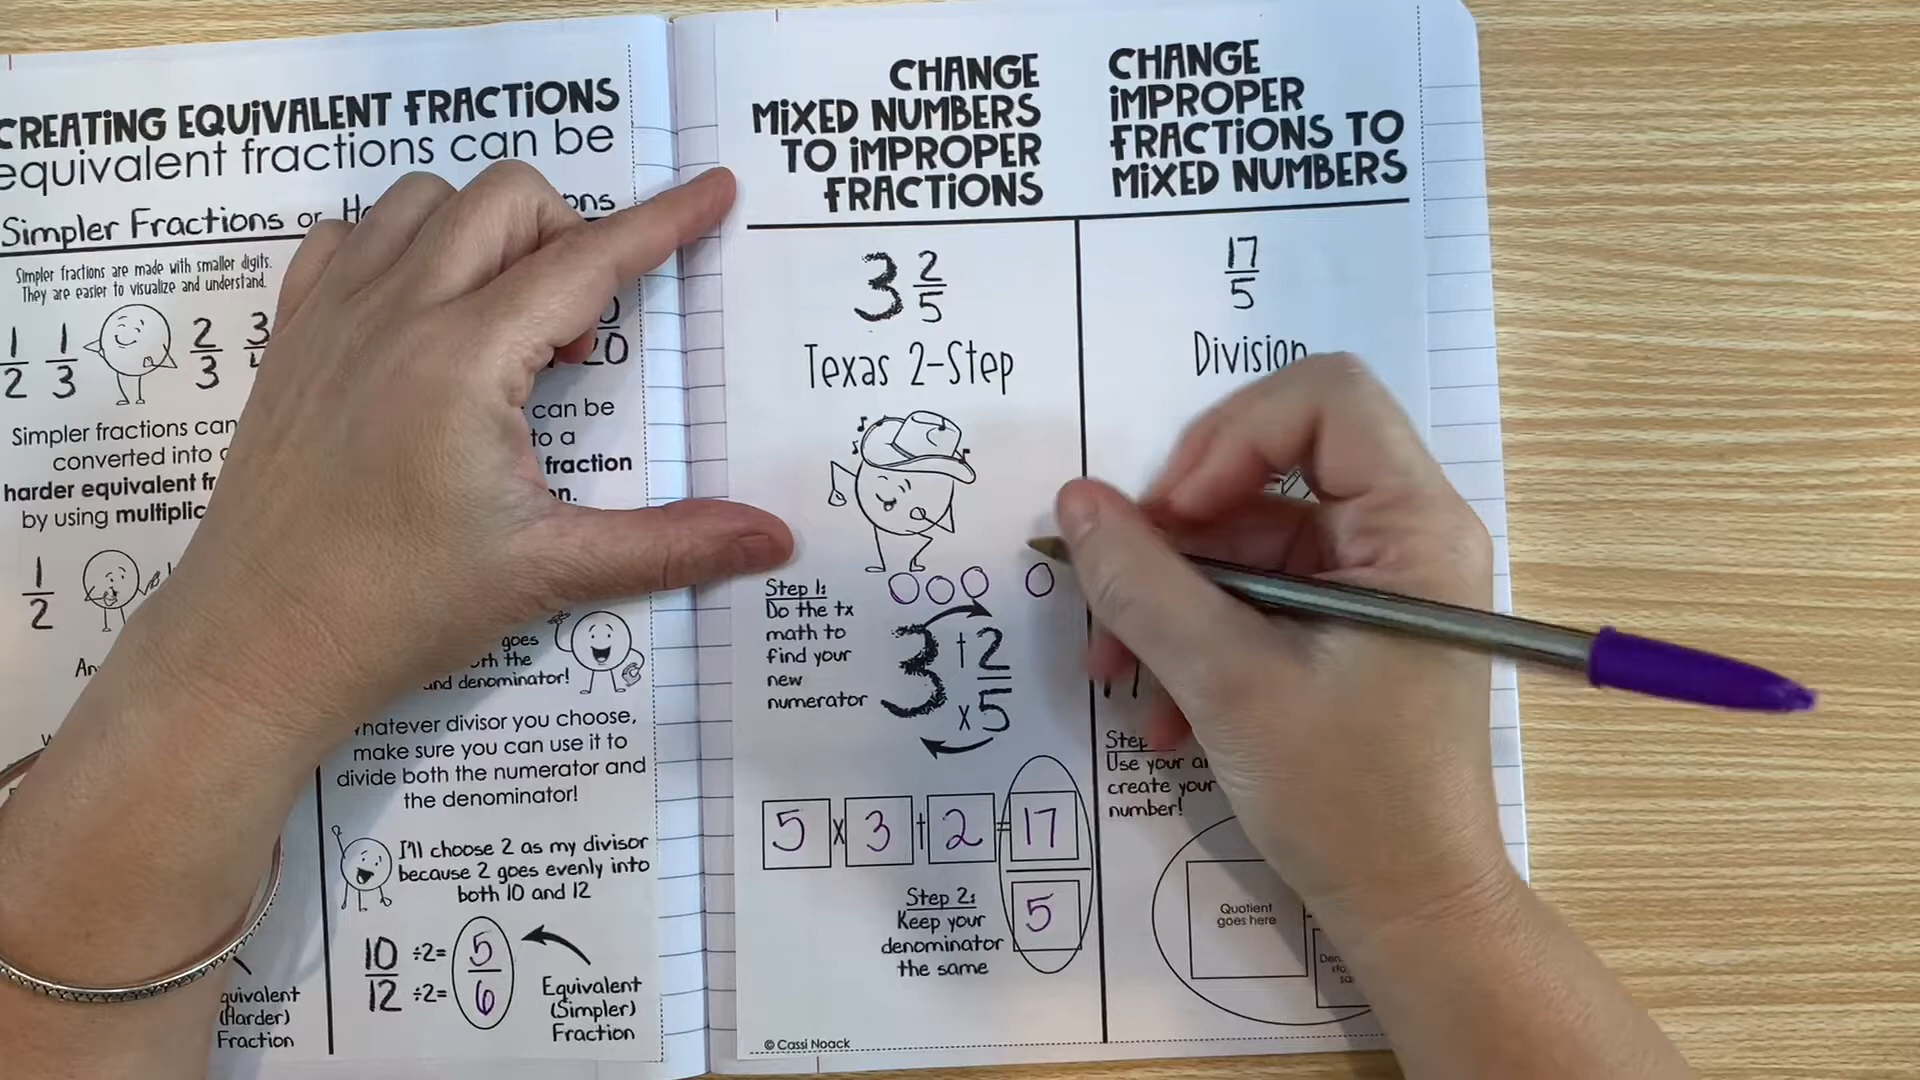 CREATING EQUIVALENT FRACTIONS
equivalent fractions can be
Simpler Fractions or
ons
Simpler fractions are made with smaller digits.
They are easier to visualize and understand.
1/2 1/3 2/3 3
20
Simpler fractions can
converted into
harder equivalent
by using
1/2
can be
to a
fraction
goes
the
and denominator!
Whatever divisor you choose,
make sure you can use it to
divide both the numerator and
the denominator!
I'll choose 2 as my divisor
because 2 goes evenly into
both 10 and 12
10 ÷2= 5
12 ÷2= 6
Equivalent
(Simpler)
Fraction
quivalent
(Harder)
Fraction
CHANGE
MIXED NUMBERS
TO IMPROPER
FRACTIONS
3 2/5
Texas 2-Step
Step 1:
Do the tx
math to
find your
new
numerator
3 + 2
x 5
5 x 3 + 2 = 17
5
Step 2:
Keep your
denominator
the same
© Cassi Noack
CHANGE
IMPROPER
FRACTIONS TO
MIXED NUMBERS
17/5
Division
Step
Use your
create your
number!
Quotient
goes here